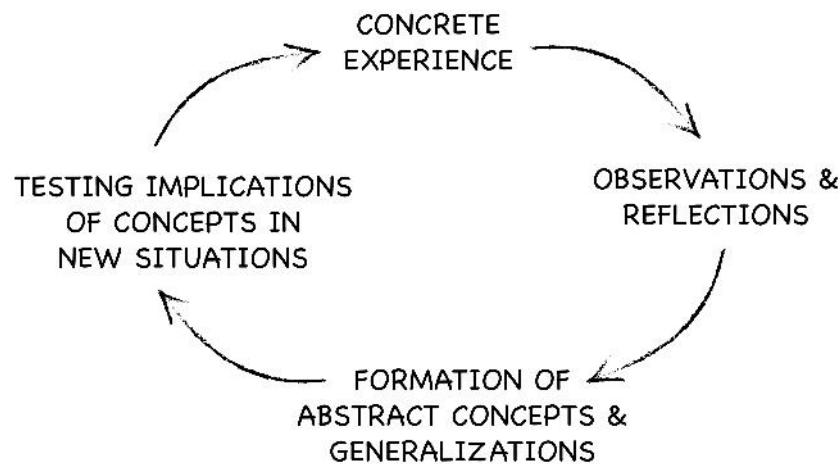 CONCRETE
EXPERIENCE
OBSERVATIONS &
REFLECTIONS
FORMATION OF
ABSTRACT CONCEPTS &
GENERALIZATIONS
TESTING IMPLICATIONS
OF CONCEPTS IN
NEW SITUATIONS